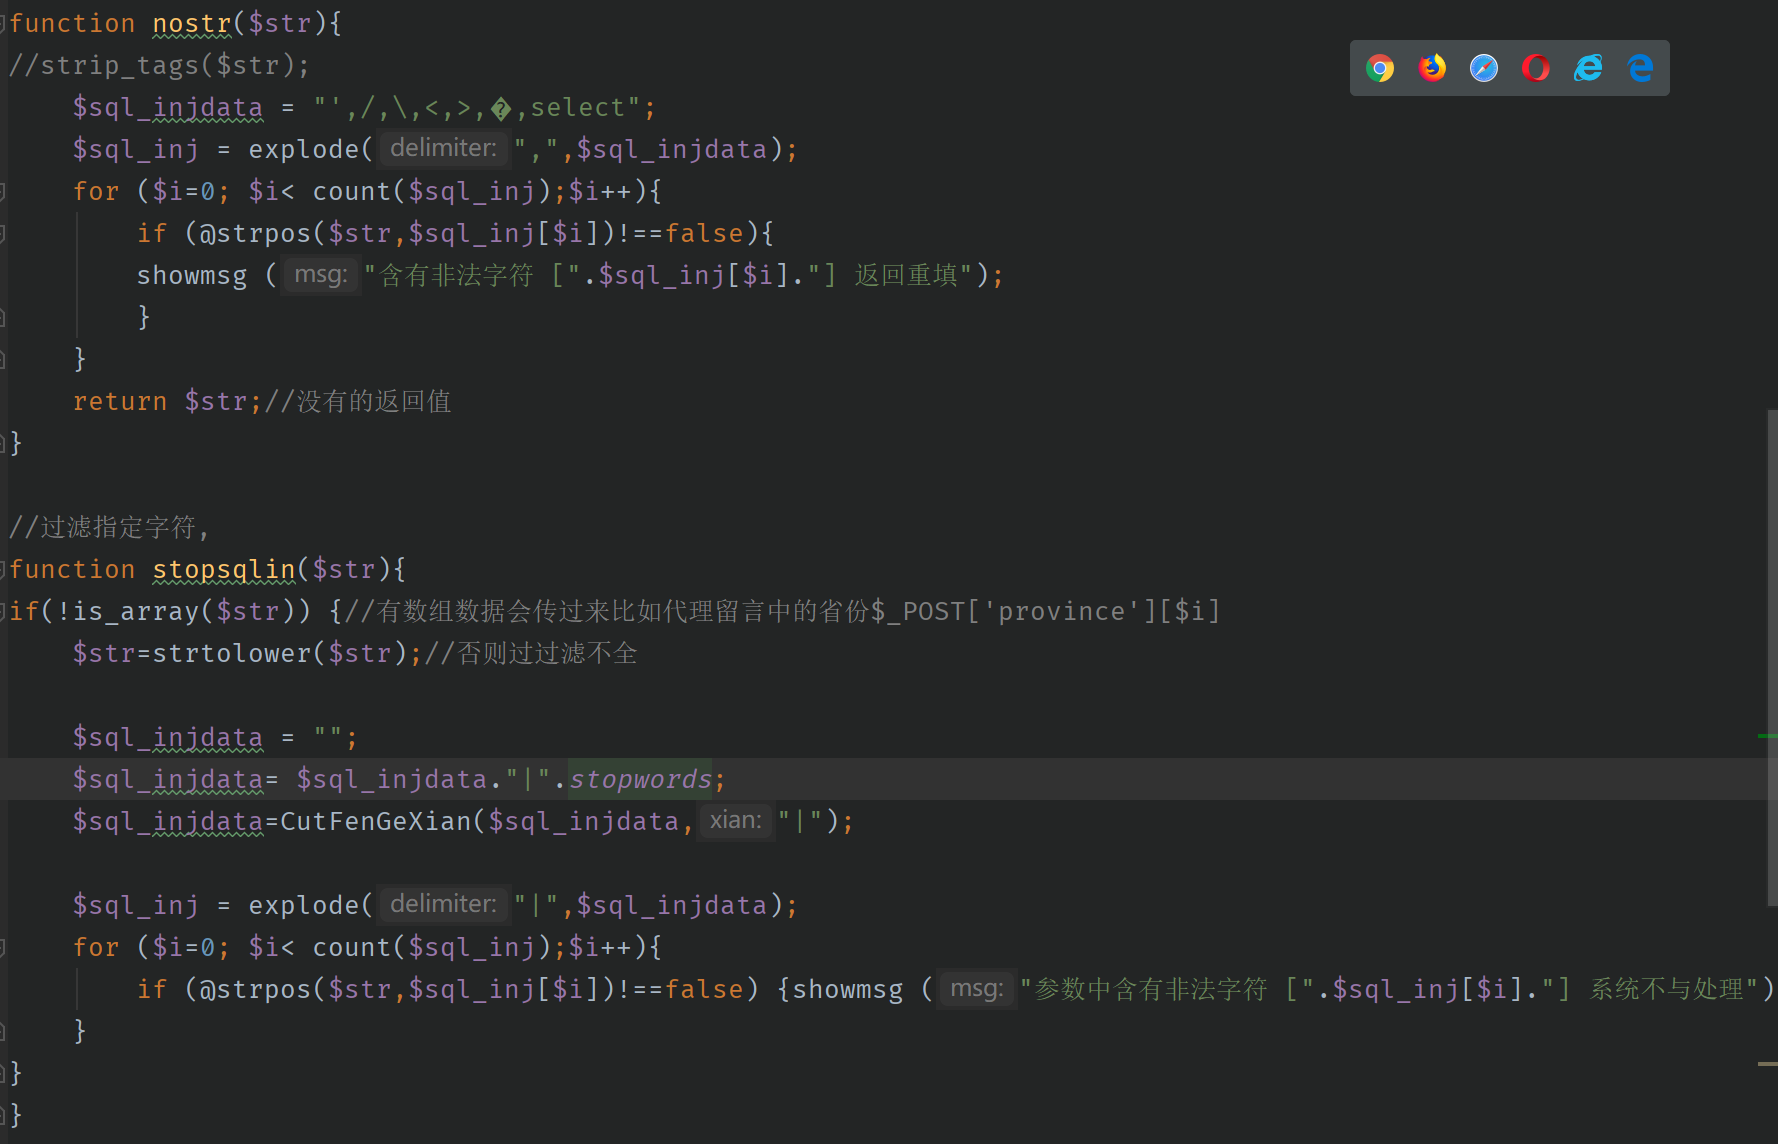 function nostr($str){
//strip_tags($str);
$sql_injdata = "',/,\,<,>,�,select";
$sql_inj = explode( delimiter: ",",$sql_injdata);
for ($i=0; $i< count($sql_inj);$i++){
if (@strpos($str,$sql_inj[$i])!==false){
showmsg ( msg: "含有非法字符 [".$sql_inj[$i]."] 返回重填");
}
}
return $str;//没有的返回值
}
//过滤指定字符,
function stopsqlin($str){
if(!is_array($str)) {//有数组数据会传过来比如代理留言中的省份$_POST['province'][$i]
$str=strtolower($str);//否则过过滤不全
$sql_injdata = "";
$sql_injdata= $sql_injdata."|".stopwords;
$sql_injdata=CutFenGeXian($sql_injdata, xian: "|");
$sql_inj = explode( delimiter: "|",$sql_injdata);
for ($i=0; $i< count($sql_inj);$i++){
if (@strpos($str,$sql_inj[$i])!==false) {showmsg ( msg: "参数中含有非法字符 [".$sql_inj[$i]."] 系统不与处理")
}
}
}